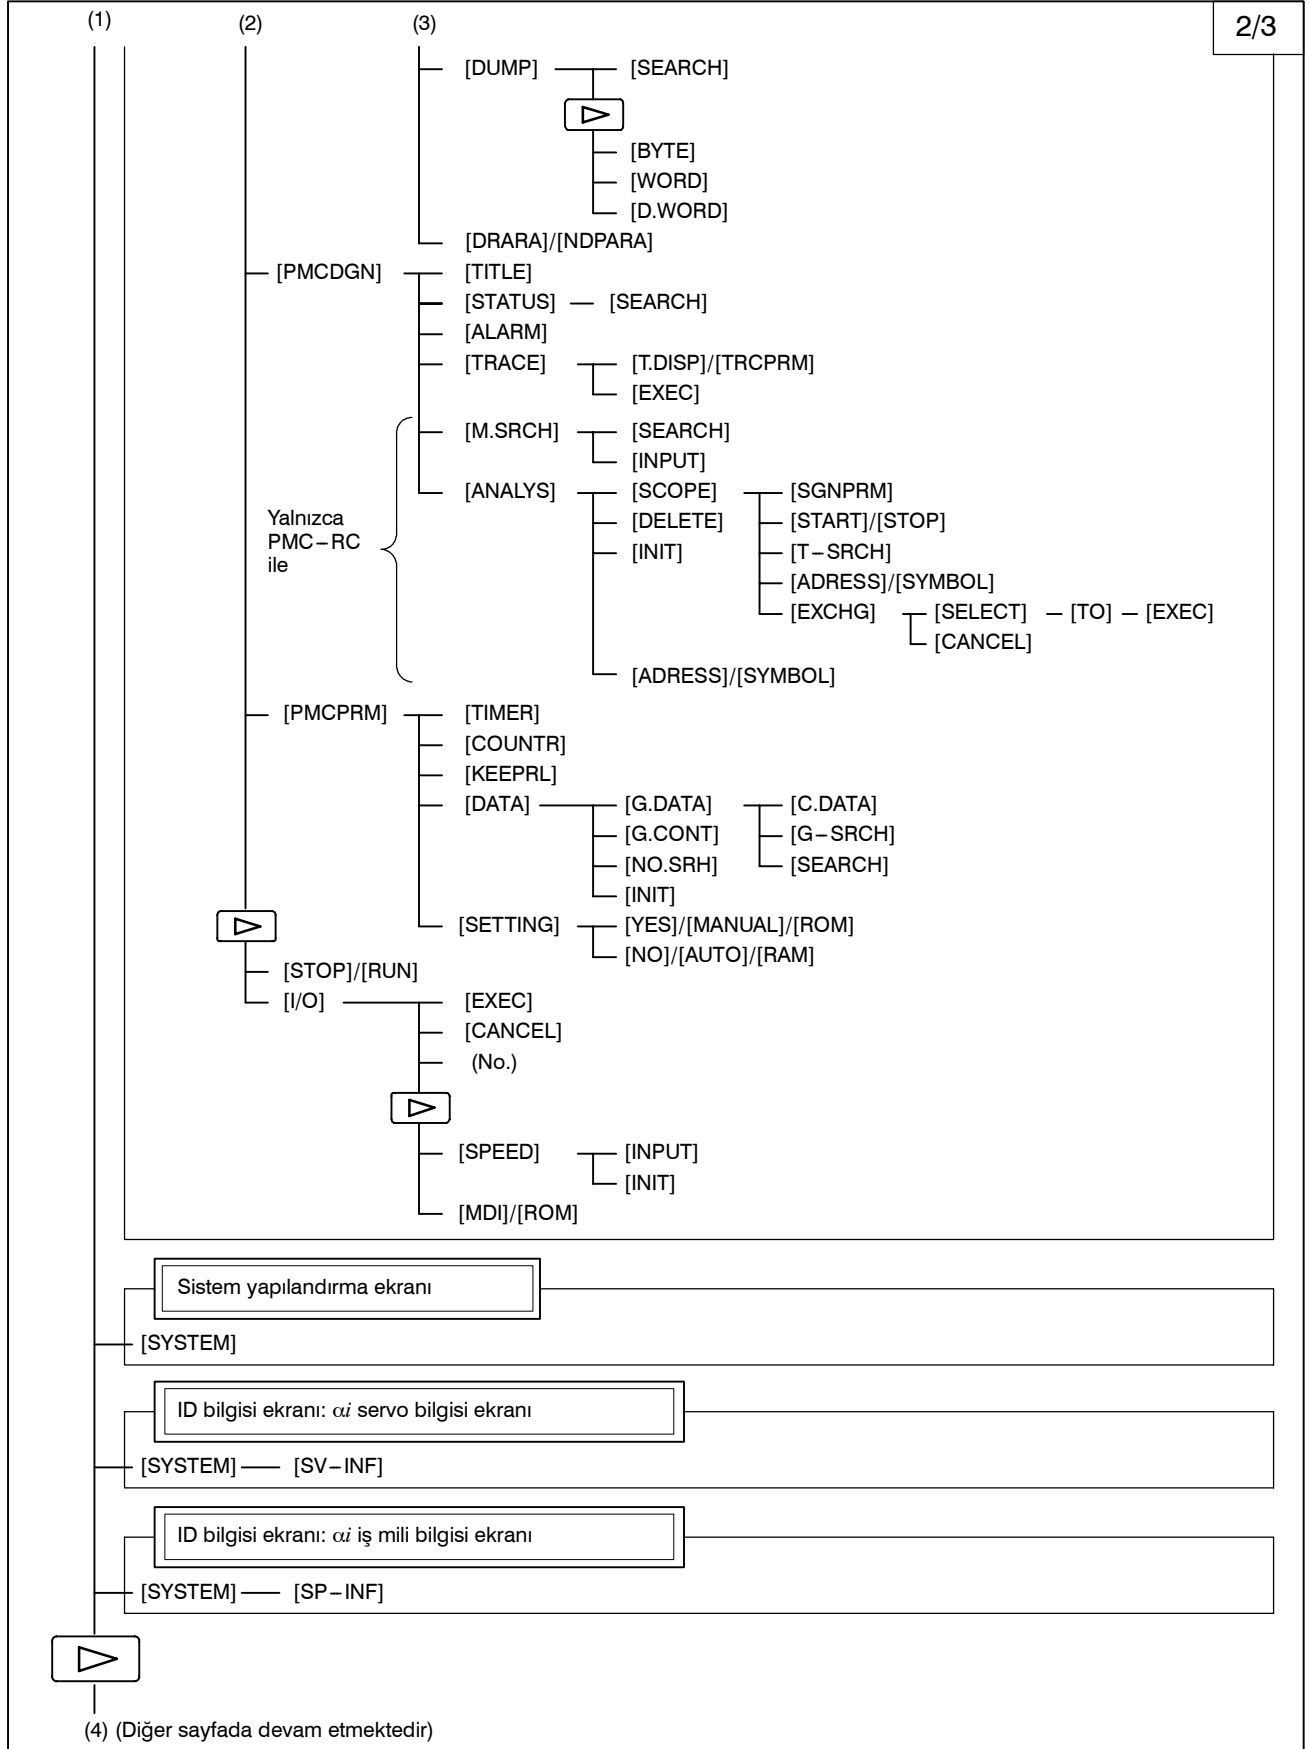 (1) (2) (3) 2/3
[DUMP] [SEARCH]
[BYTE]
[WORD]
[D.WORD]
[DRARA]/[NDPARA]
[PMCDGN] [TITLE]
[STATUS] [SEARCH]
[ALARM]
[TRACE] [T.DISP]/[TRCPRM]
[EXEC]
[M.SRCH] [SEARCH]
[INPUT]
[ANALYS] [SCOPE] [SGNPRM]
Yalnızca
PMC–RC
ile
[DELETE] [START]/[STOP]
[INIT] [T–SRCH]
[ADRESS]/[SYMBOL]
[EXCHG] [SELECT] [TO] [EXEC]
[CANCEL]
[ADRESS]/[SYMBOL]
[PMCPRM] [TIMER]
[COUNTR]
[KEEPRL]
[DATA] [G.DATA] [C.DATA]
[G.CONT] [G–SRCH]
[NO.SRH] [SEARCH]
[INIT]
[SETTING] [YES]/[MANUAL]/[ROM]
[NO]/[AUTO]/[RAM]
[STOP]/[RUN]
[I/O] [EXEC]
[CANCEL]
(No.)
[SPEED] [INPUT]
[INIT]
[MDI]/[ROM]
Sistem yapılandırma ekranı
[SYSTEM]
ID bilgisi ekranı: αi servo bilgisi ekranı
[SYSTEM] [SV–INF]
ID bilgisi ekranı: αi iş mili bilgisi ekranı
[SYSTEM] [SP–INF]
(4) (Diğer sayfada devam etmektedir)